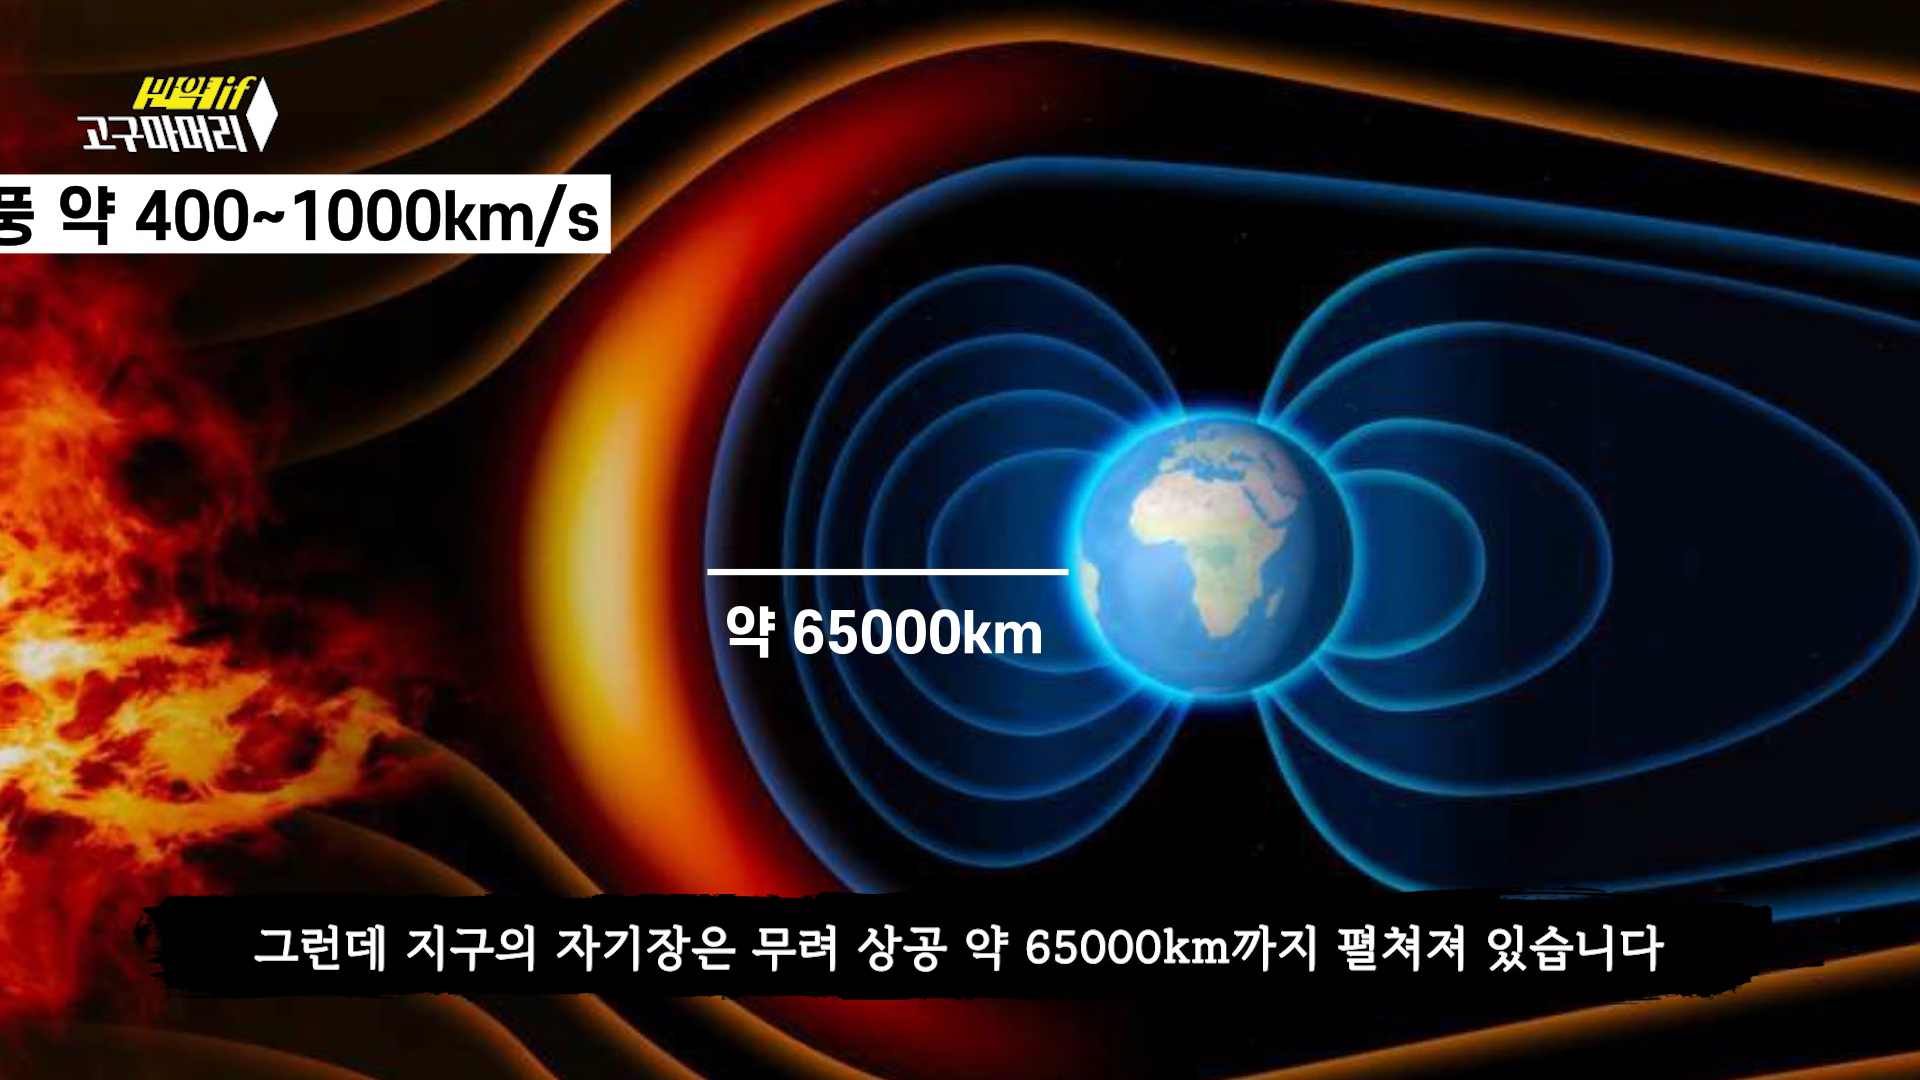 만약if
고구마머리
풍 약 400~1000km/s
약 65000km
그런데 지구의 자기장은 무려 상공 약 65000km까지 펼쳐져 있습니다